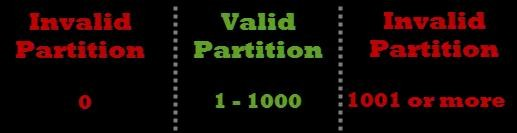 Invalid
Partition
0
Valid
Partition
1 - 1000
Invalid
Partition
1001 or more